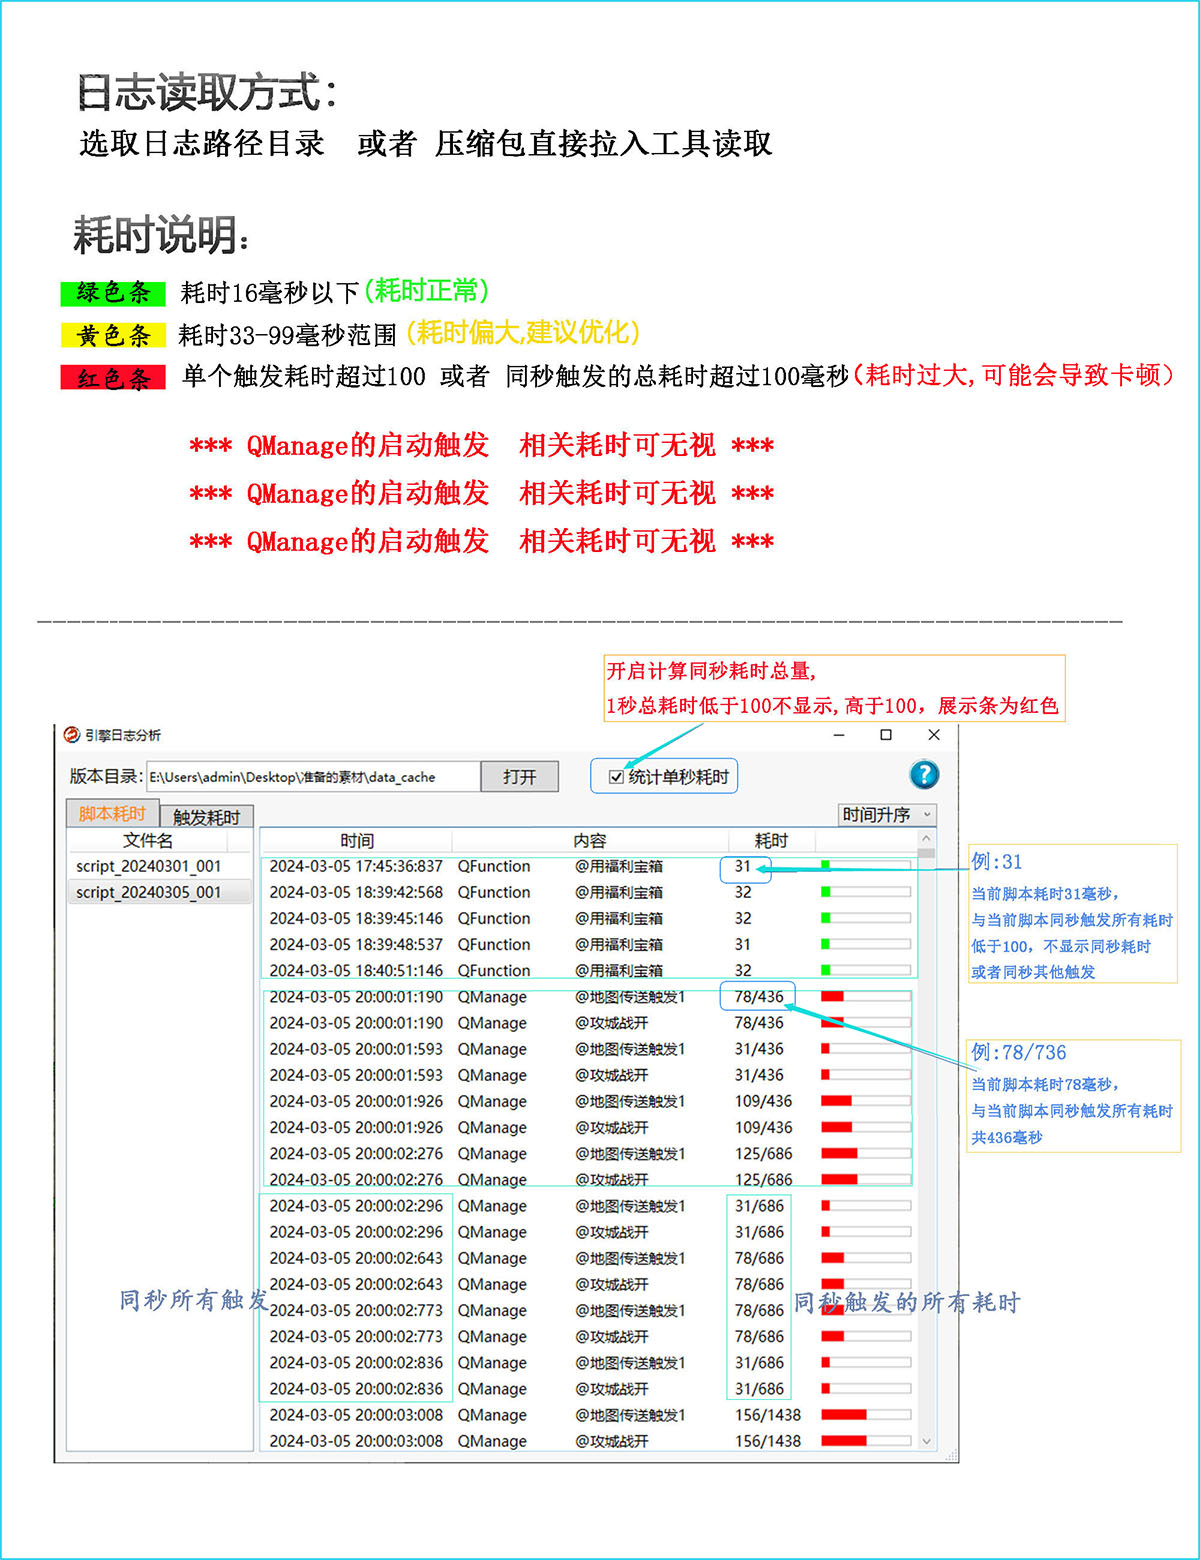 日志读取方式：
选取日志路径目录 或者 压缩包直接拉入工具读取
耗时说明：
绿色条 耗时16毫秒以下（耗时正常）
黄色条 耗时33-99毫秒范围（耗时偏大,建议优化）
红色条 单个触发耗时超过100 或者 同秒触发的总耗时超过100毫秒（耗时过大,可能会导致卡顿）
*** QManage的启动触发 相关耗时可无视 ***
*** QManage的启动触发 相关耗时可无视 ***
*** QManage的启动触发 相关耗时可无视 ***
开启计算同秒耗时总量,
1秒总耗时低于100不显示,高于100，展示条为红色
引擎日志分析
版本目录: E:\Users\admin\Desktop\准备的素材\data_cache 打开 统计单秒耗时 ?
脚本耗时 触发耗时 时间升序
文件名 时间 内容 耗时
script_20240301_001
script_20240305_001
2024-03-05 17:45:36:837 QFunction @用福利宝箱 31
2024-03-05 18:39:42:568 QFunction @用福利宝箱 32
2024-03-05 18:39:45:146 QFunction @用福利宝箱 32
2024-03-05 18:39:48:537 QFunction @用福利宝箱 31
2024-03-05 18:40:51:146 QFunction @用福利宝箱 32
2024-03-05 20:00:01:190 QManage @地图传送触发1 78/436
2024-03-05 20:00:01:190 QManage @攻城战开 78/436
2024-03-05 20:00:01:593 QManage @地图传送触发1 31/436
2024-03-05 20:00:01:593 QManage @攻城战开 31/436
2024-03-05 20:00:01:926 QManage @地图传送触发1 109/436
2024-03-05 20:00:01:926 QManage @攻城战开 109/436
2024-03-05 20:00:02:276 QManage @地图传送触发1 125/686
2024-03-05 20:00:02:276 QManage @攻城战开 125/686
2024-03-05 20:00:02:296 QManage @地图传送触发1 31/686
2024-03-05 20:00:02:296 QManage @攻城战开 31/686
2024-03-05 20:00:02:643 QManage @地图传送触发1 78/686
2024-03-05 20:00:02:643 QManage @攻城战开 78/686
2024-03-05 20:00:02:773 QManage @地图传送触发1 78/686
2024-03-05 20:00:02:773 QManage @攻城战开 78/686
2024-03-05 20:00:02:836 QManage @地图传送触发1 31/686
2024-03-05 20:00:02:836 QManage @攻城战开 31/686
2024-03-05 20:00:03:008 QManage @地图传送触发1 156/1438
2024-03-05 20:00:03:008 QManage @攻城战开 156/1438
同秒所有触发
同秒触发的所有耗时
例:31
当前脚本耗时31毫秒，
与当前脚本同秒触发所有耗时
低于100，不显示同秒耗时
或者同秒其他触发
例:78/736
当前脚本耗时78毫秒，
与当前脚本同秒触发所有耗时
共436毫秒